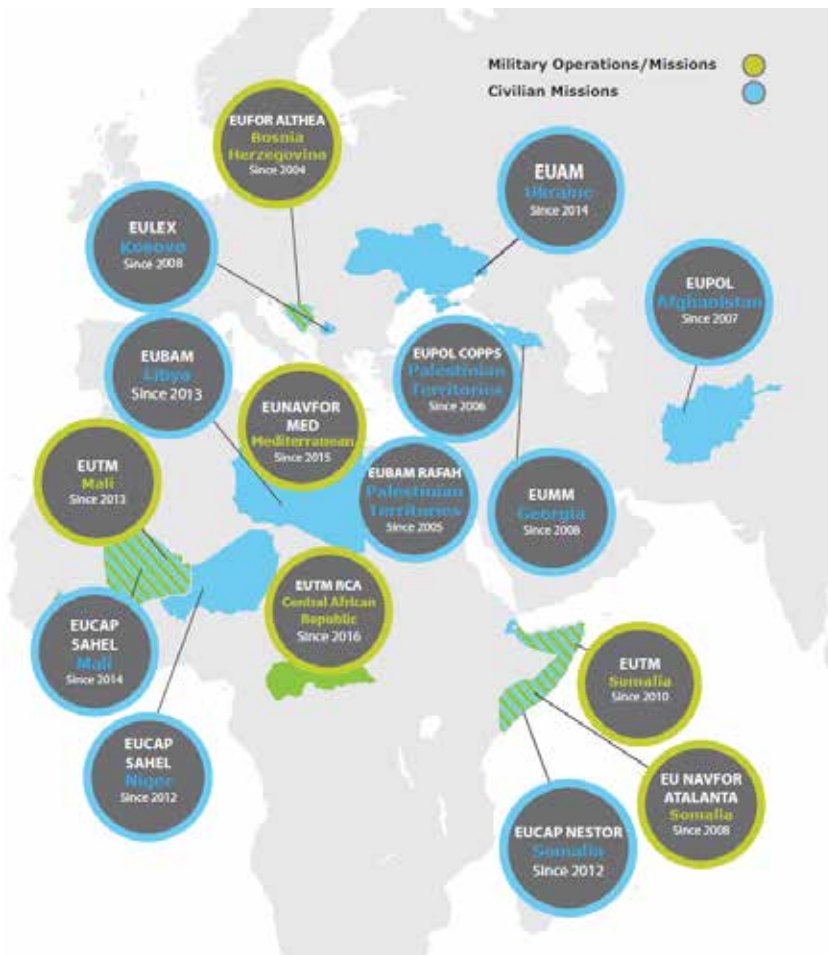 Military Operations/Missions
Civilian Missions
EUFOR ALTHEA
Bosnia
Herzegovina
Since 2004
EUAM
Ukraine
Since 2014
EULEX
Kosovo
Since 2008
EUPOL
Afghanistan
Since 2007
EUBAM
Libya
Since 2013
EUPOL COPPS
Palestinian
Territories
Since 2006
EUNAVFOR
MED
Mediterranean
Since 2015
EUTM
Mali
Since 2013
EUBAM RAFAH
Palestinian
Territories
Since 2005
EUMM
Georgia
Since 2008
EUTM RCA
Central African
Republic
Since 2016
EUCAP
SAHEL
Mali
Since 2014
EUTM
Somalia
Since 2010
EUCAP
SAHEL
Niger
Since 2012
EU NAVFOR
ATALANTA
Somalia
Since 2008
EUCAP NESTOR
Somalia
Since 2012